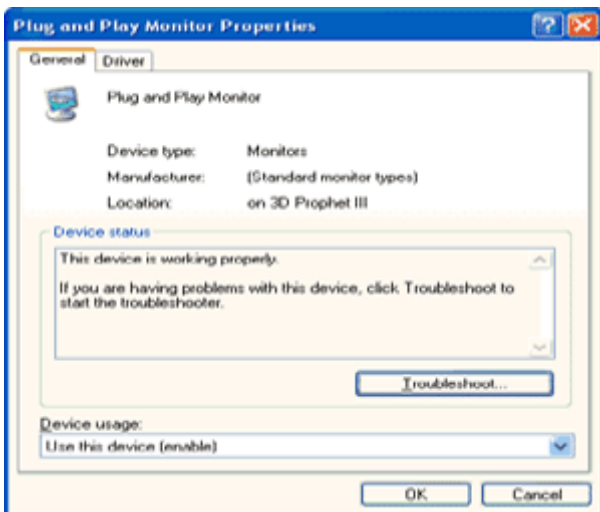 Plug and Play Monitor Properties
General Driver
Plug and Play Monitor
Device type: Monitors
Manufacturer: (Standard monitor types)
Location: on 3D Prophet III
Device status
This device is working properly.
If you are having problems with this device, click Troubleshoot to
start the troubleshooter.
Troubleshoot...
Device usage:
Use this device (enable)
OK Cancel